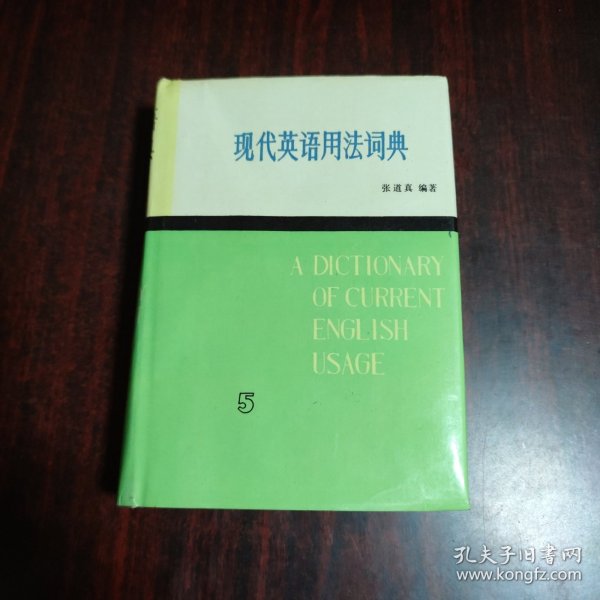 现代英语用法词典
张道真 编著
A DICTIONARY
OF CURRENT
ENGLISH
USAGE
5
孔夫子旧书网
www.kongfz.com